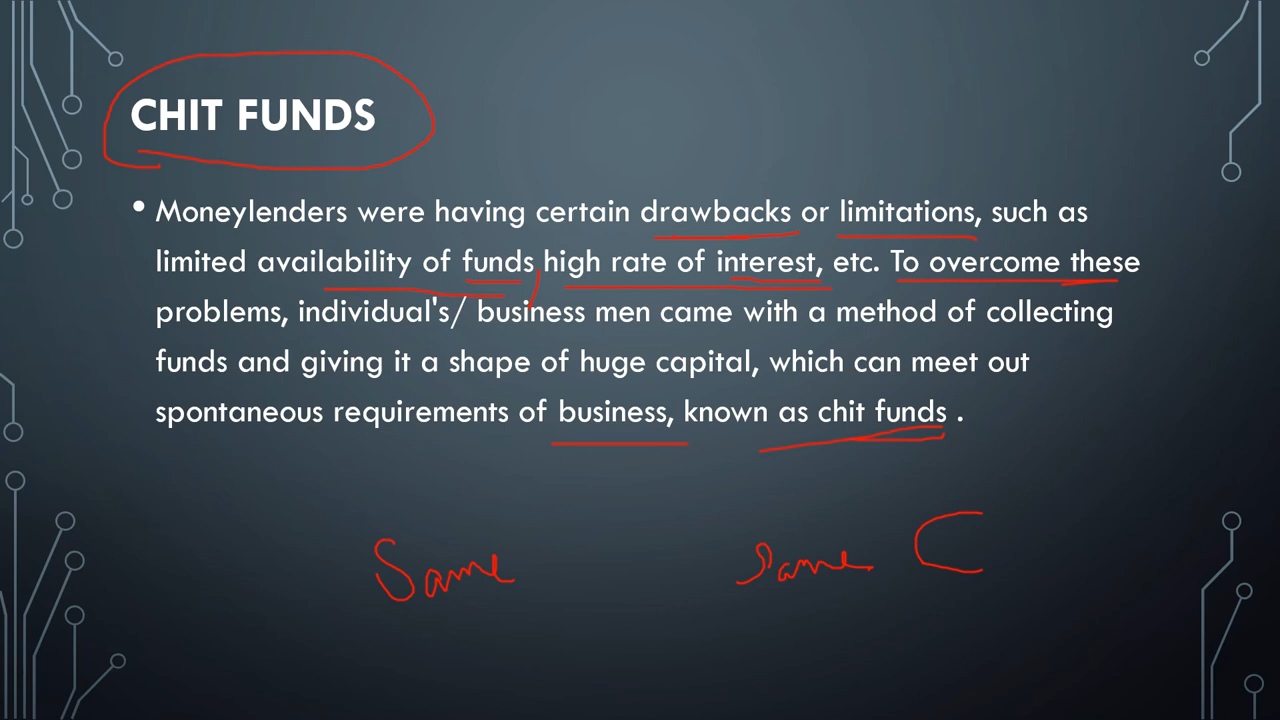 CHIT FUNDS
• Moneylenders were having certain drawbacks or limitations, such as
limited availability of funds high rate of interest, etc. To overcome these
problems, individual's/ business men came with a method of collecting
funds and giving it a shape of huge capital, which can meet out
spontaneous requirements of business, known as chit funds .
Same same C